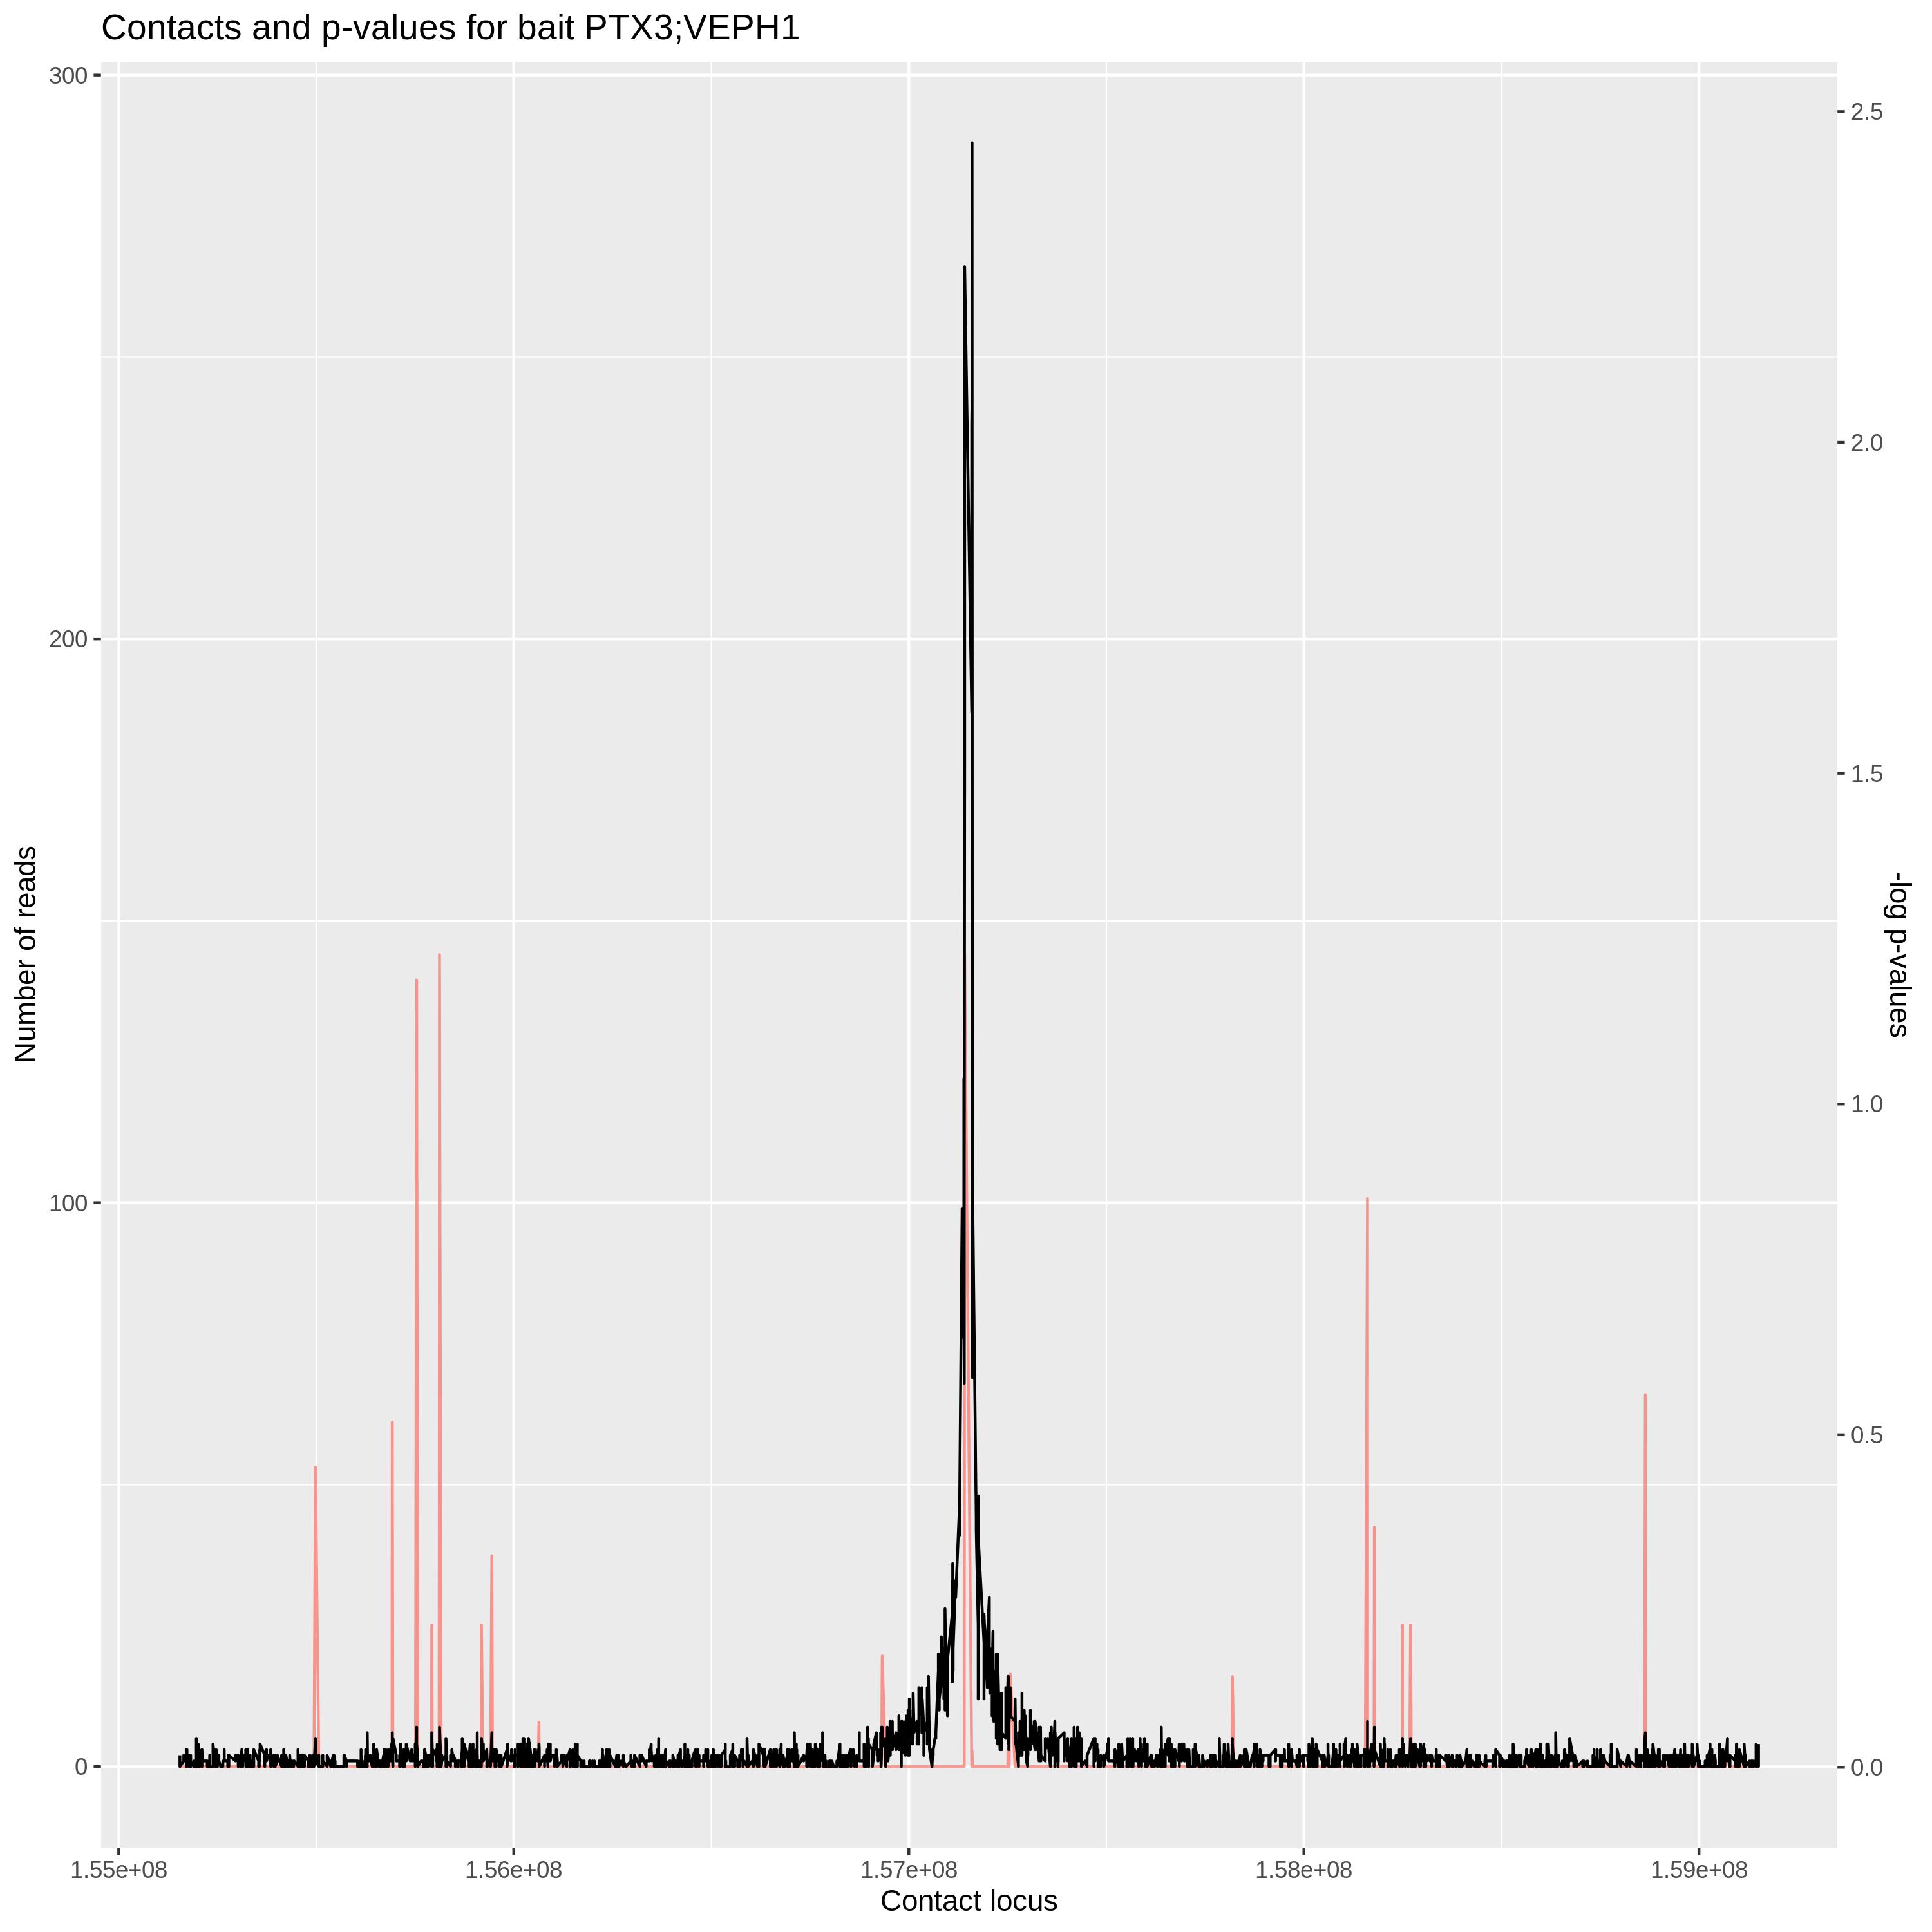 Contacts and p-values for bait PTX3;VEPH1
300
200
100
0
Number of reads
2.5
2.0
1.5
1.0
0.5
0.0
-log p-values
1.55e+08
1.56e+08
1.57e+08
1.58e+08
1.59e+08
Contact locus